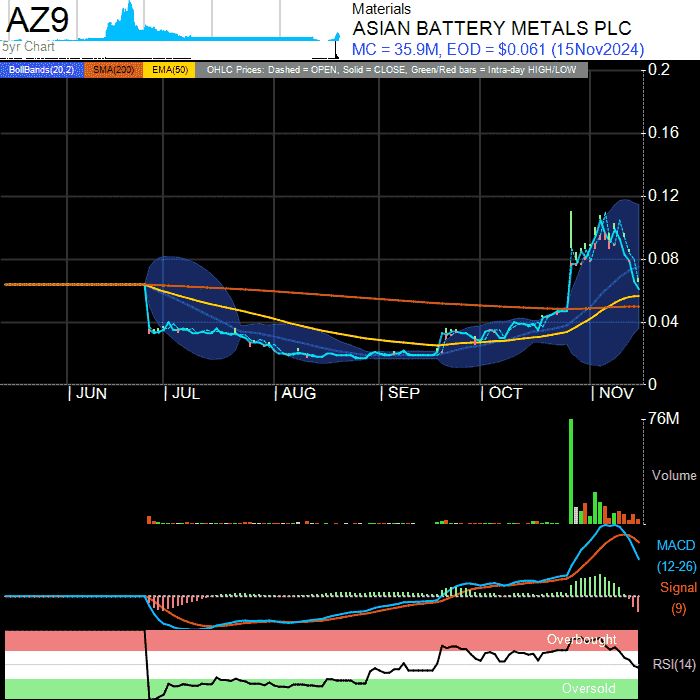 AZ9
5yr Chart
Materials
ASIAN BATTERY METALS PLC
MC = 35.9M, EOD = $0.061 (15Nov2024)
BollBands(20,2) SMA(200) EMA(50) OHLC Prices: Dashed = OPEN, Solid = CLOSE, Green/Red bars = Intra-day HIGH/LOW
0.2
0.16
0.12
0.08
0.04
0
| JUN | JUL | AUG | SEP | OCT | NOV
76M
Volume
MACD
(12-26)
Signal
(9)
Overbought
RSI(14)
Oversold